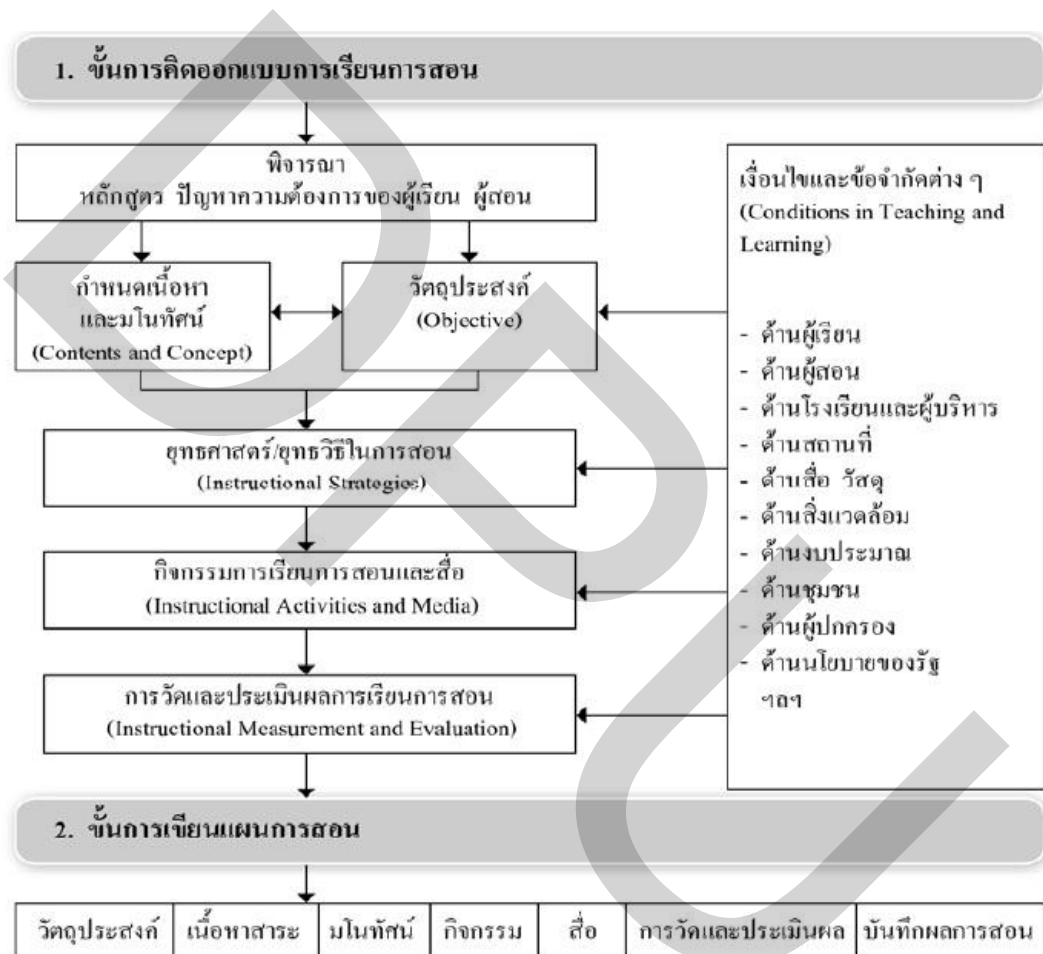 1. ขั้นการคิดออกแบบการเรียนการสอน
พิจารณา
หลักสูตร ปัญหาความต้องการของผู้เรียน ผู้สอน
กำหนดเนื้อหา
และมโนทัศน์
(Contents and Concept)
วัตถุประสงค์
(Objective)
ยุทธศาสตร์/ยุทธวิธีในการสอน
(Instructional Strategies)
กิจกรรมการเรียนการสอนและสื่อ
(Instructional Activities and Media)
การวัดและประเมินผลการเรียนการสอน
(Instructional Measurement and Evaluation)
เงื่อนไขและข้อจำกัดต่าง ๆ
(Conditions in Teaching and
Learning)
- ด้านผู้เรียน
- ด้านผู้สอน
- ด้านโรงเรียนและผู้บริหาร
- ด้านสถานที่
- ด้านสื่อ วัสดุ
- ด้านสิ่งแวดล้อม
- ด้านงบประมาณ
- ด้านชุมชน
- ด้านผู้ปกครอง
- ด้านนโยบายของรัฐ
ฯลฯ
2. ขั้นการเขียนแผนการสอน
วัตถุประสงค์ เนื้อหาสาระ มโนทัศน์ กิจกรรม สื่อ การวัดและประเมินผล บันทึกผลการสอน
DPU